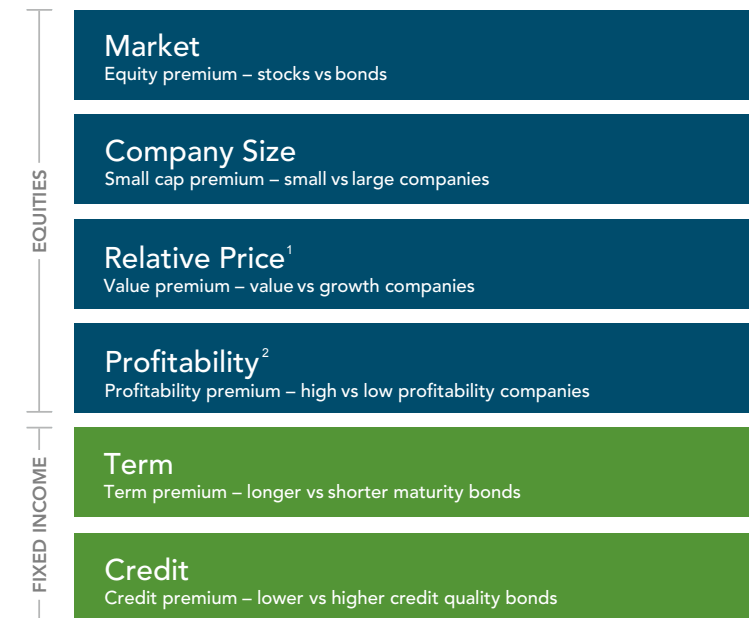 EQUITIES
Market
Equity premium – stocks vs bonds
Company Size
Small cap premium – small vs large companies
Relative Price¹
Value premium – value vs growth companies
Profitability²
Profitability premium – high vs low profitability companies
FIXED INCOME
Term
Term premium – longer vs shorter maturity bonds
Credit
Credit premium – lower vs higher credit quality bonds